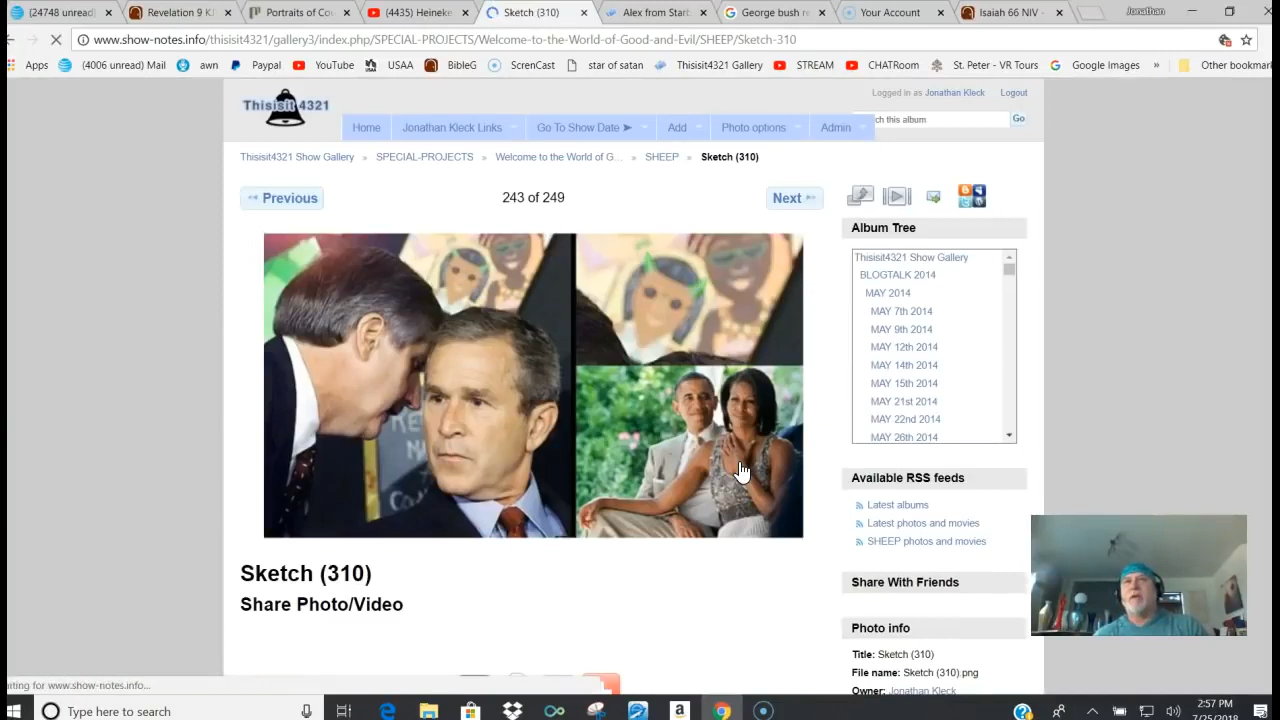 (24748 unread)
Revelation 9 KJ
Portraits of Cou
(4435) Heineke
Sketch (310)
Alex from Starb
George bush re
Your Account
Isaiah 66 NIV -
Jonathan
www.show-notes.info/thisisit4321/gallery3/index.php/SPECIAL-PROJECTS/Welcome-to-the-World-of-Good-and-Evil/SHEEP/Sketch-310
Apps
(4006 unread) Mail
awn
Paypal
YouTube
USAA
BibleG
ScrenCast
star of satan
Thisisit4321 Gallery
STREAM
CHATRoom
St. Peter - VR Tours
Google Images
»
Other bookmar
Thisisit 4321
Logged in as Jonathan Kleck Logout
Home
Jonathan Kleck Links
Go To Show Date ➤
Add
Photo options
Admin
ch this album
Go
Thisisit4321 Show Gallery » SPECIAL-PROJECTS » Welcome to the World of G... » SHEEP » Sketch (310)
Previous
243 of 249
Next
Album Tree
Thisisit4321 Show Gallery
BLOGTALK 2014
MAY 2014
MAY 7th 2014
MAY 9th 2014
MAY 12th 2014
MAY 14th 2014
MAY 15th 2014
MAY 21st 2014
MAY 22nd 2014
MAY 26th 2014
Available RSS feeds
Latest albums
Latest photos and movies
SHEEP photos and movies
Share With Friends
Photo info
Title: Sketch (310)
File name: Sketch (310).png
Owner: Jonathan Kleck
Sketch (310)
Share Photo/Video
aiting for www.show-notes.info...
Type here to search
2:57 PM
7/25/2018